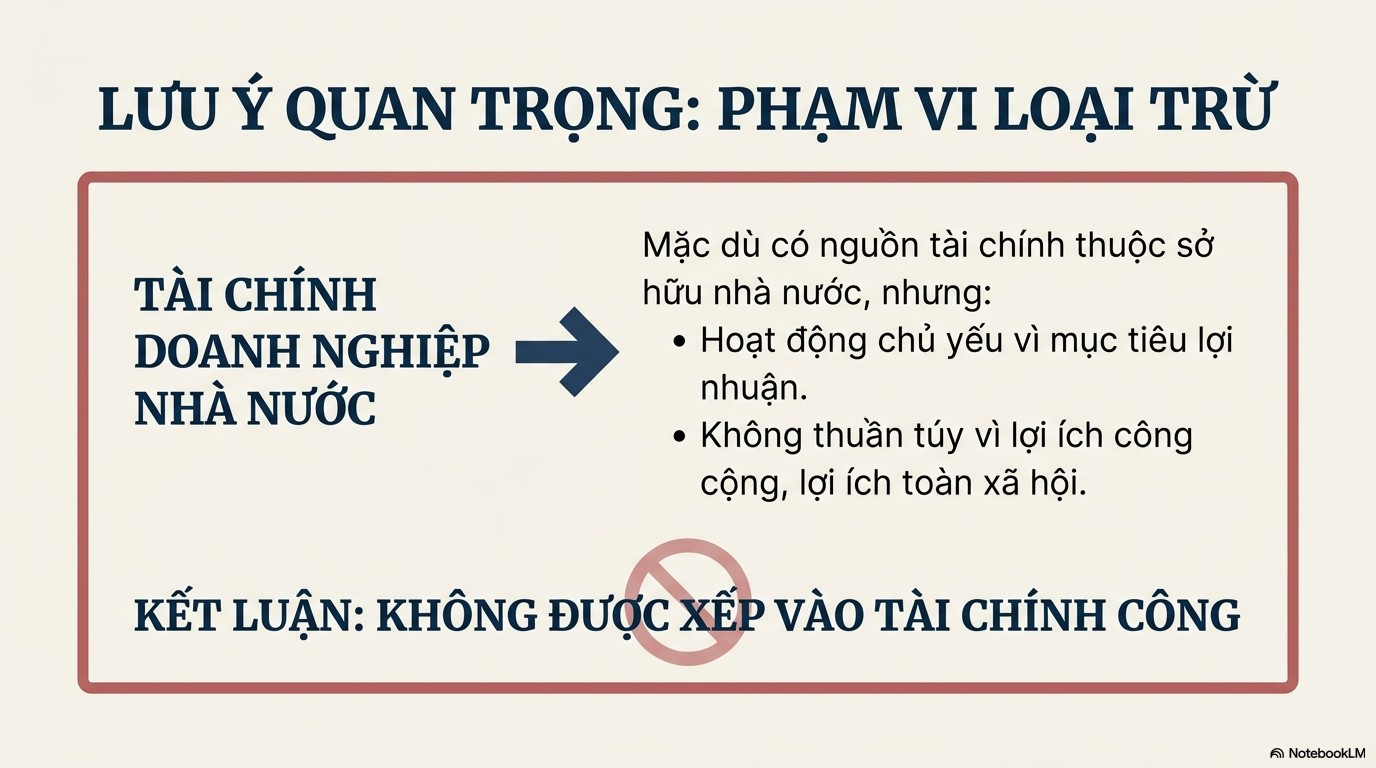 LƯU Ý QUAN TRỌNG: PHẠM VI LOẠI TRỪ
TÀI CHÍNH
DOANH NGHIỆP
NHÀ NƯỚC
Mặc dù có nguồn tài chính thuộc sở
hữu nhà nước, nhưng:
• Hoạt động chủ yếu vì mục tiêu lợi
nhuận.
• Không thuần túy vì lợi ích công
cộng, lợi ích toàn xã hội.
KẾT LUẬN: KHÔNG ĐƯỢC XẾP VÀO TÀI CHÍNH CÔNG
NotebookLM